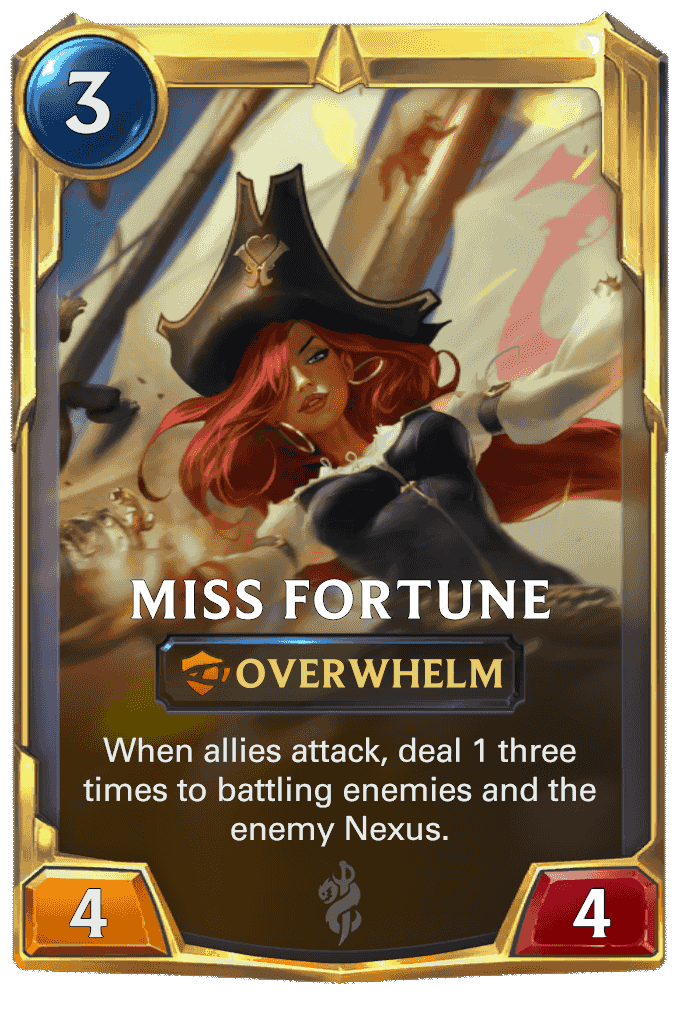 3
MISS FORTUNE
OVERWHELM
When allies attack, deal 1 three
times to battling enemies and the
enemy Nexus.
4 4